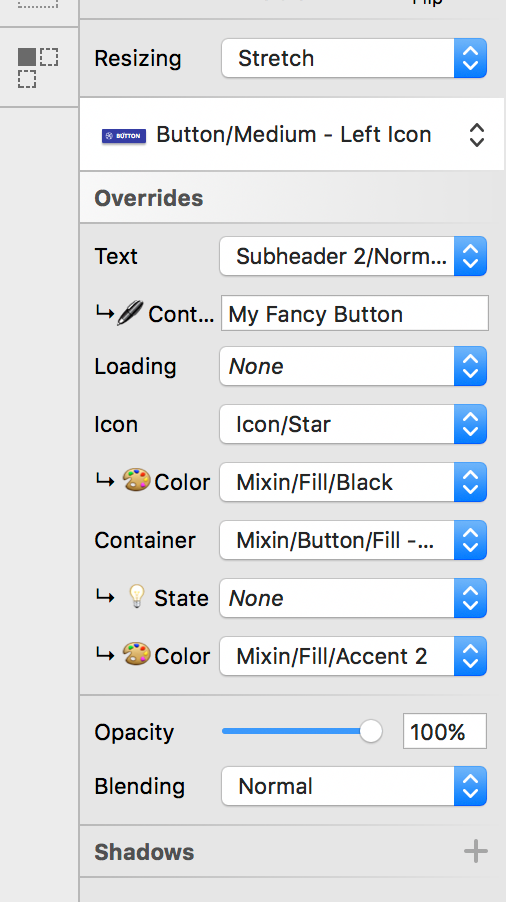 Flip
Resizing Stretch
BUTTON Button/Medium - Left Icon
Overrides
Text Subheader 2/Norm...
Cont... My Fancy Button
Loading None
Icon Icon/Star
Color Mixin/Fill/Black
Container Mixin/Button/Fill -...
State None
Color Mixin/Fill/Accent 2
Opacity 100%
Blending Normal
Shadows